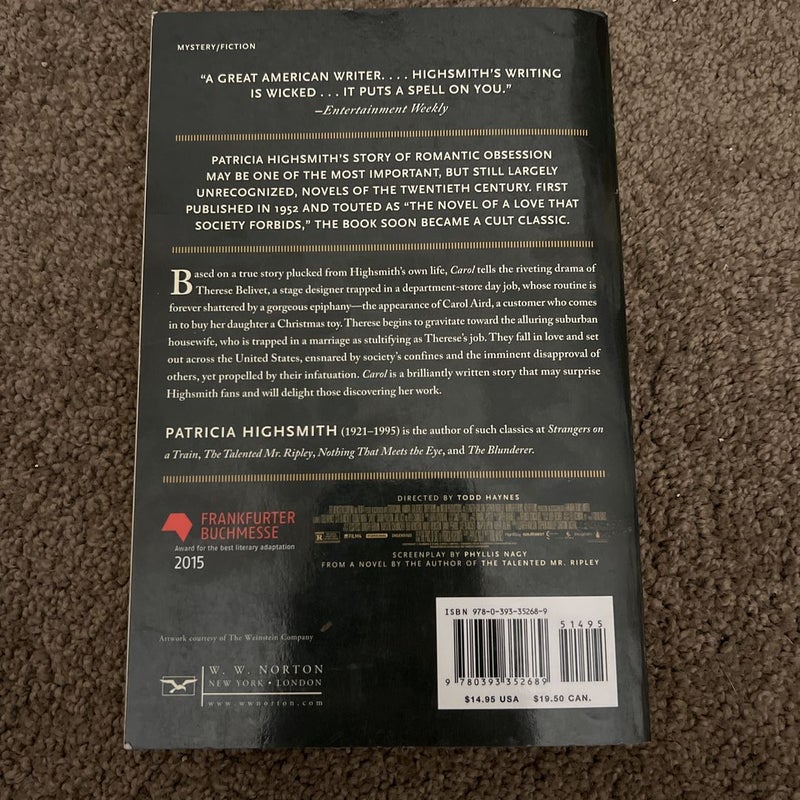 MYSTERY/FICTION
“A GREAT AMERICAN WRITER. . . . HIGHSMITH’S WRITING
IS WICKED . . . IT PUTS A SPELL ON YOU.”
—Entertainment Weekly
PATRICIA HIGHSMITH’S STORY OF ROMANTIC OBSESSION
MAY BE ONE OF THE MOST IMPORTANT, BUT STILL LARGELY
UNRECOGNIZED, NOVELS OF THE TWENTIETH CENTURY. FIRST
PUBLISHED IN 1952 AND TOUTED AS “THE NOVEL OF A LOVE THAT
SOCIETY FORBIDS,” THE BOOK SOON BECAME A CULT CLASSIC.
Based on a true story plucked from Highsmith’s own life, Carol tells the riveting drama of
Therese Belivet, a stage designer trapped in a department-store day job, whose routine is
forever shattered by a gorgeous epiphany—the appearance of Carol Aird, a customer who comes
in to buy her daughter a Christmas toy. Therese begins to gravitate toward the alluring suburban
housewife, who is trapped in a marriage as stultifying as Therese’s job. They fall in love and set
out across the United States, ensnared by society’s confines and the imminent disapproval of
others, yet propelled by their infatuation. Carol is a brilliantly written story that may surprise
Highsmith fans and will delight those discovering her work.
PATRICIA HIGHSMITH (1921–1995) is the author of such classics at Strangers on
a Train, The Talented Mr. Ripley, Nothing That Meets the Eye, and The Blunderer.
FRANKFURTER
BUCHMESSE
Award for the best literary adaptation
2015
DIRECTED BY TODD HAYNES
SCREENPLAY BY PHYLLIS NAGY
FROM A NOVEL BY THE AUTHOR OF THE TALENTED MR. RIPLEY
Artwork courtesy of The Weinstein Company
W. W. NORTON
NEW YORK • LONDON
www.wwnorton.com
ISBN 978-0-393-35268-9
51495
9 780393 352689
$14.95 USA $19.50 CAN.